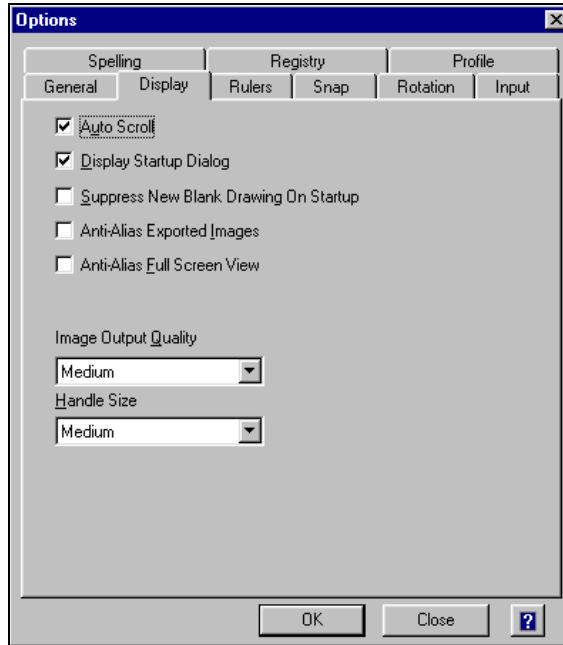 Options
Spelling Registry Profile
General Display Rulers Snap Rotation Input
Auto Scroll
Display Startup Dialog
Suppress New Blank Drawing On Startup
Anti-Alias Exported Images
Anti-Alias Full Screen View
Image Output Quality
Medium
Handle Size
Medium
OK Close ?